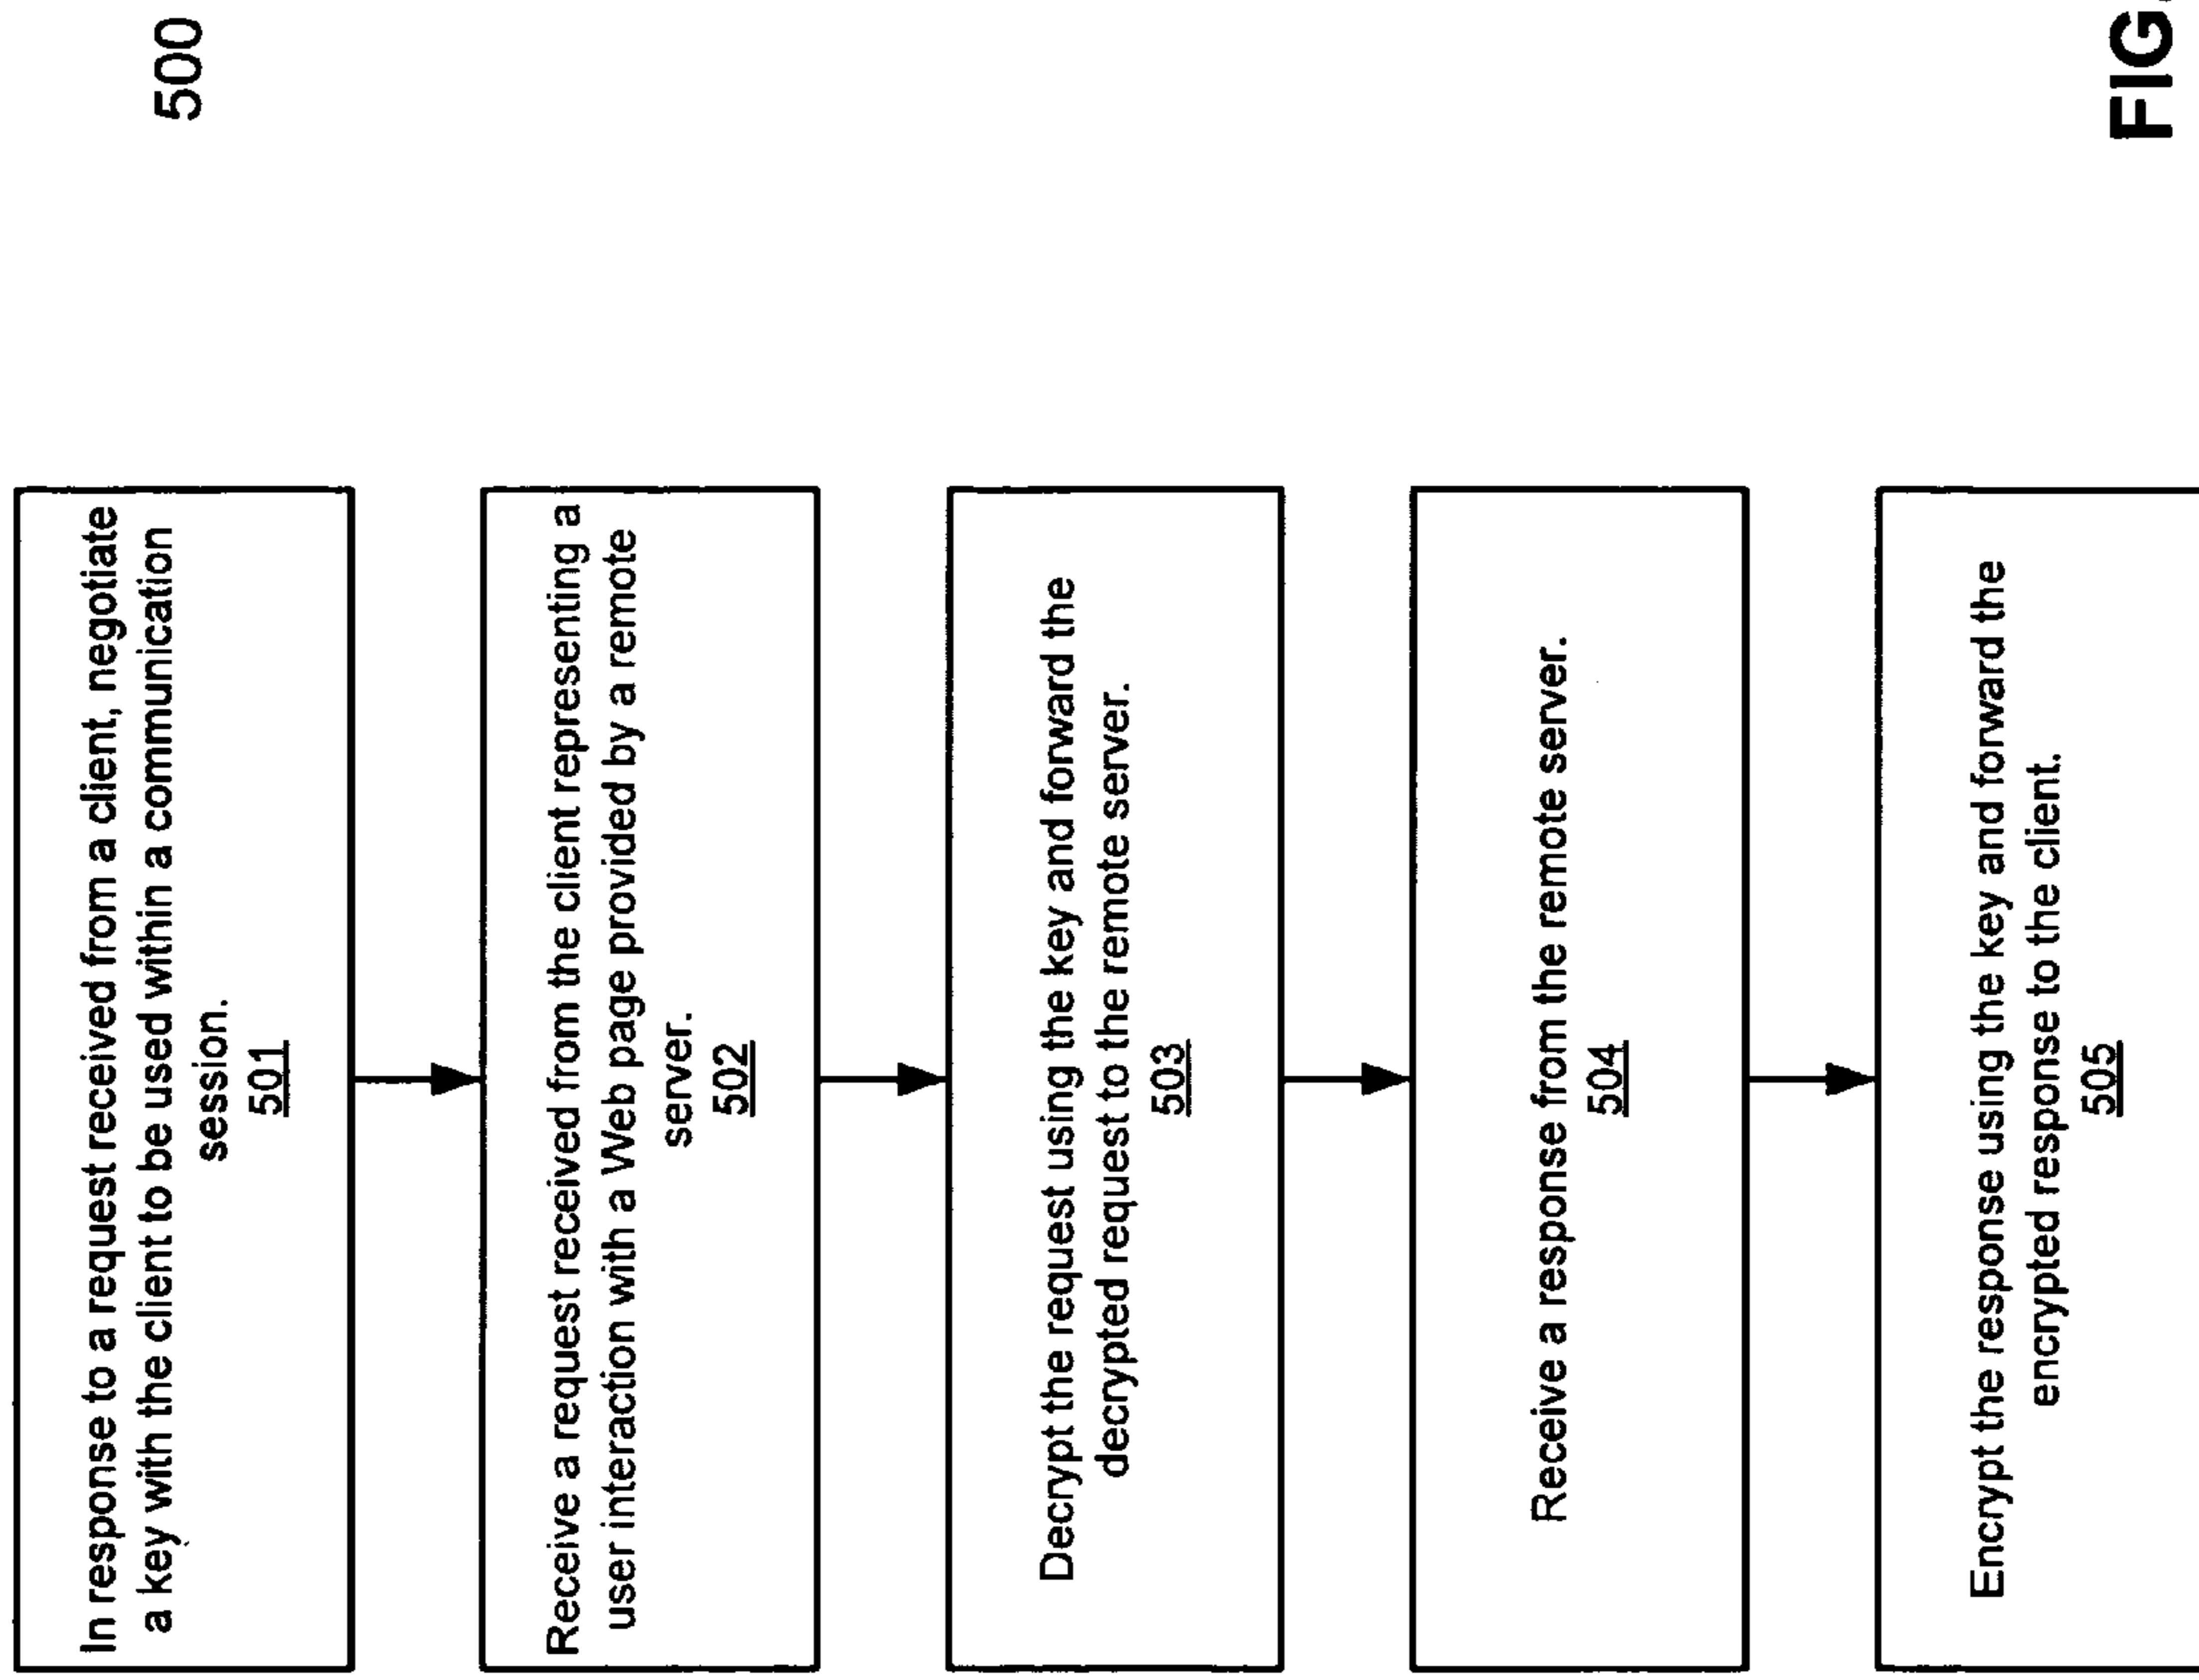 500
In response to a request received from a client, negotiate
a key with the client to be used within a communication
session.
501
Receive a request received from the client representing a
user interaction with a Web page provided by a remote
server.
502
Decrypt the request using the key and forward the
decrypted request to the remote server.
503
Receive a response from the remote server.
504
Encrypt the response using the key and forward the
encrypted response to the client.
505
FIG.